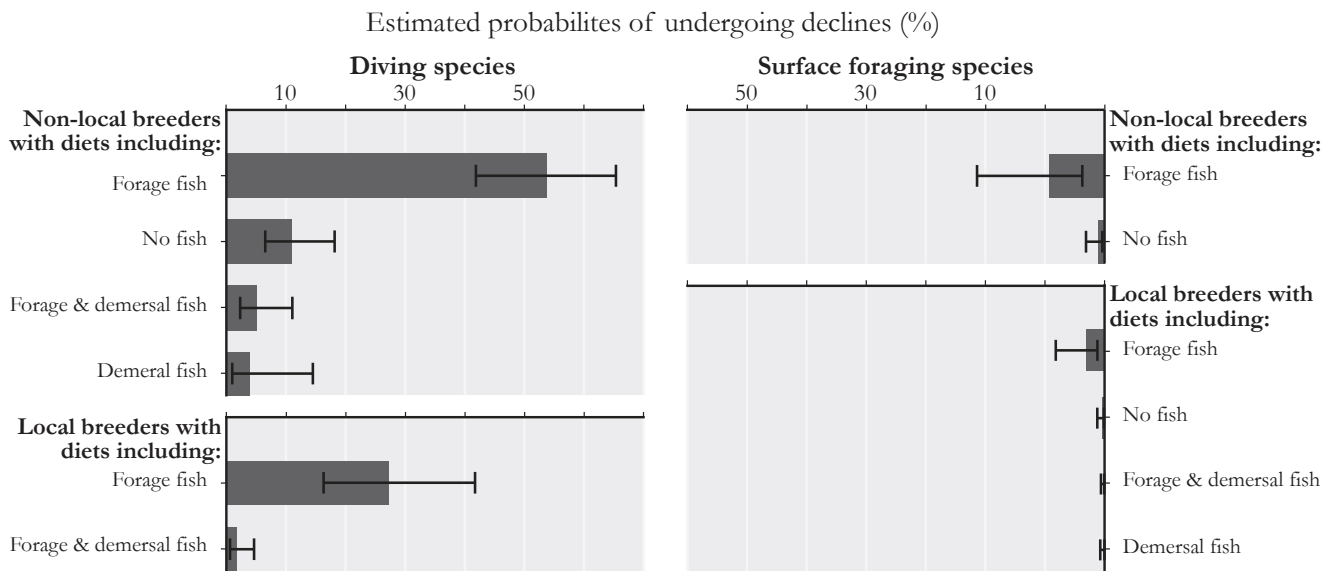 Estimated probabilites of undergoing declines (%)
Diving species
10 30 50
Non-local breeders
with diets including:
Forage fish
No fish
Forage & demersal fish
Demeral fish
Local breeders with
diets including:
Forage fish
Forage & demersal fish
Surface foraging species
50 30 10
Non-local breeders
with diets including:
Forage fish
No fish
Local breeders with
diets including:
Forage fish
No fish
Forage & demersal fish
Demersal fish